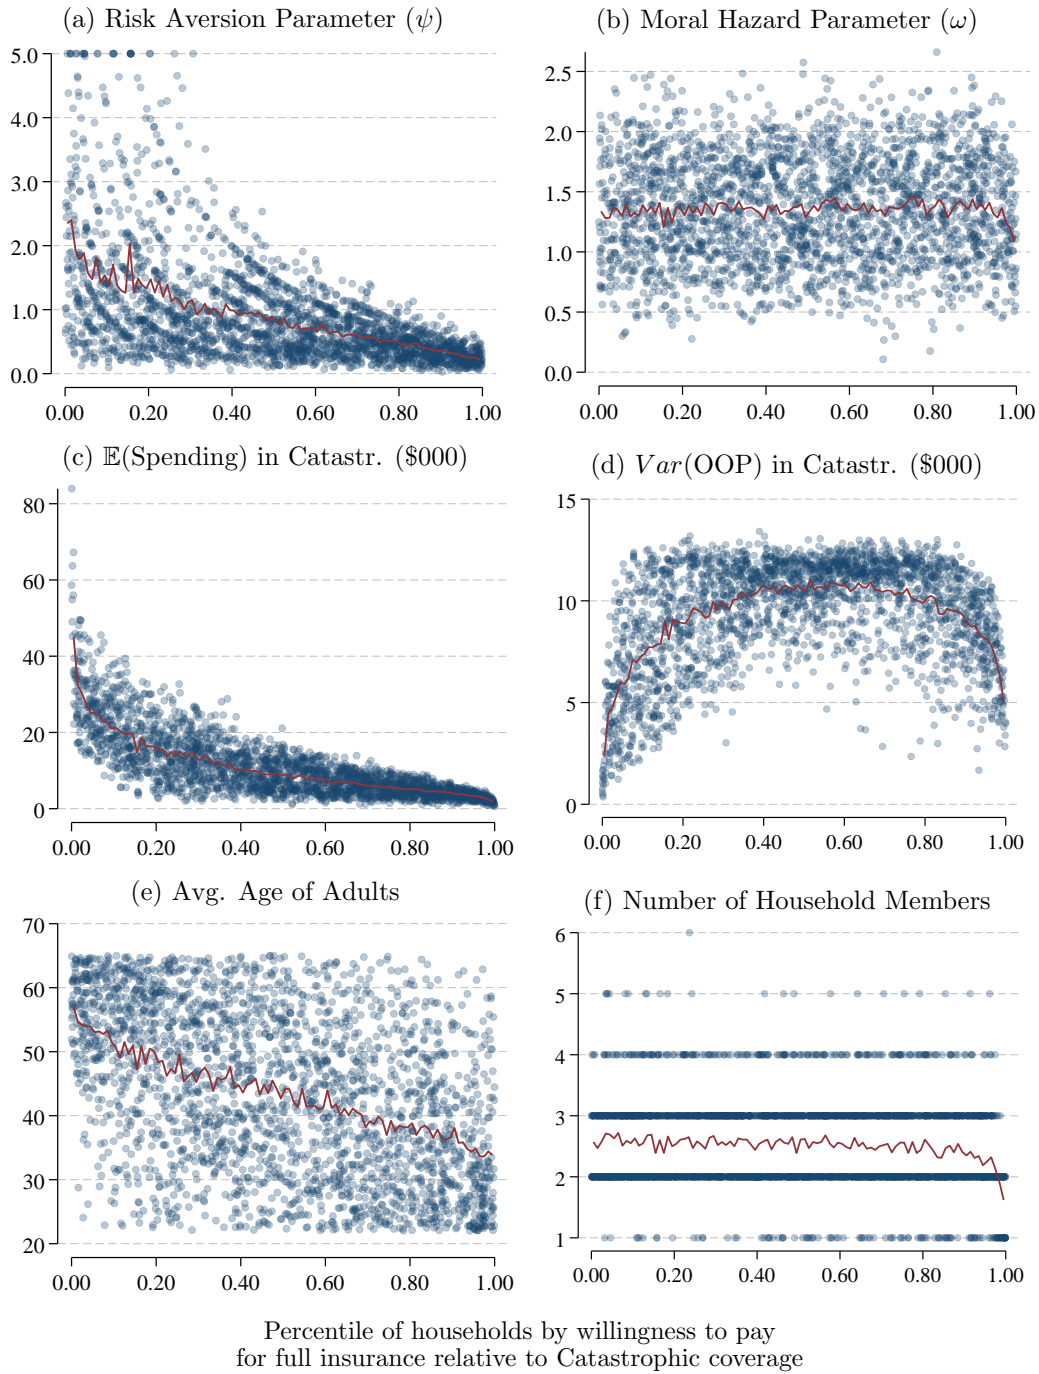 (a) Risk Aversion Parameter (ψ)
5.0
4.0
3.0
2.0
1.0
0.0
0.00 0.20 0.40 0.60 0.80 1.00
(b) Moral Hazard Parameter (ω)
2.5
2.0
1.5
1.0
0.5
0.0
0.00 0.20 0.40 0.60 0.80 1.00
(c) 𝔼(Spending) in Catastr. ($000)
80
60
40
20
0
0.00 0.20 0.40 0.60 0.80 1.00
(d) Var(OOP) in Catastr. ($000)
15
10
5
0
0.00 0.20 0.40 0.60 0.80 1.00
(e) Avg. Age of Adults
70
60
50
40
30
20
0.00 0.20 0.40 0.60 0.80 1.00
(f) Number of Household Members
6
5
4
3
2
1
0.00 0.20 0.40 0.60 0.80 1.00
Percentile of households by willingness to pay
for full insurance relative to Catastrophic coverage